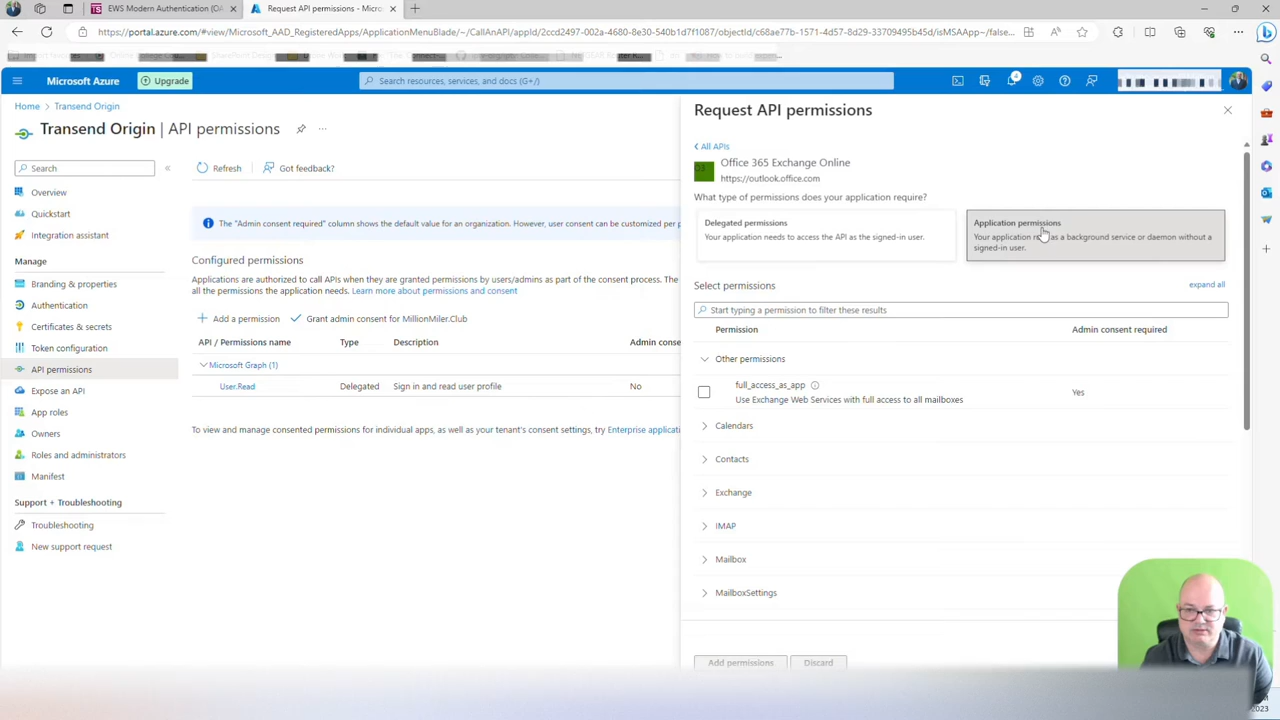 EWS Modern Authentication (OA
Request API permissions - Micros
https://portal.azure.com/#view/Microsoft_AAD_RegisteredApps/ApplicationMenuBlade/~/CallAnAPI/appId/2ccd2497-002a-4680-8e30-540b1d7f1087/objectId/c68ae77b-1571-4d58-9d29-33709495b45d/isMSAApp~/false...
Microsoft Azure
Upgrade
Search resources, services, and docs (G+/)
4
Home > Transend Origin >
Transend Origin | API permissions
...
Search
«
Refresh
Got feedback?
Overview
Quickstart
Integration assistant
Manage
Branding & properties
Authentication
Certificates & secrets
Token configuration
API permissions
Expose an API
App roles
Owners
Roles and administrators
Manifest
Support + Troubleshooting
Troubleshooting
New support request
The "Admin consent required" column shows the default value for an organization. However, user consent can be customized per p
Configured permissions
Applications are authorized to call APIs when they are granted permissions by users/admins as part of the consent process. The
all the permissions the application needs. Learn more about permissions and consent
Add a permission
Grant admin consent for MillionMiler.Club
API / Permissions name
Type
Description
Admin conse
Microsoft Graph (1)
User.Read
Delegated
Sign in and read user profile
No
To view and manage consented permissions for individual apps, as well as your tenant's consent settings, try Enterprise applicati
Request API permissions
All APIs
Office 365 Exchange Online
https://outlook.office.com
What type of permissions does your application require?
Delegated permissions
Your application needs to access the API as the signed-in user.
Application permissions
Your application as a background service or daemon without a
signed-in user.
Select permissions
expand all
Start typing a permission to filter these results
Permission
Admin consent required
Other permissions
full_access_as_app
Use Exchange Web Services with full access to all mailboxes
Yes
Calendars
Contacts
Exchange
IMAP
Mailbox
MailboxSettings
Add permissions
Discard
2023